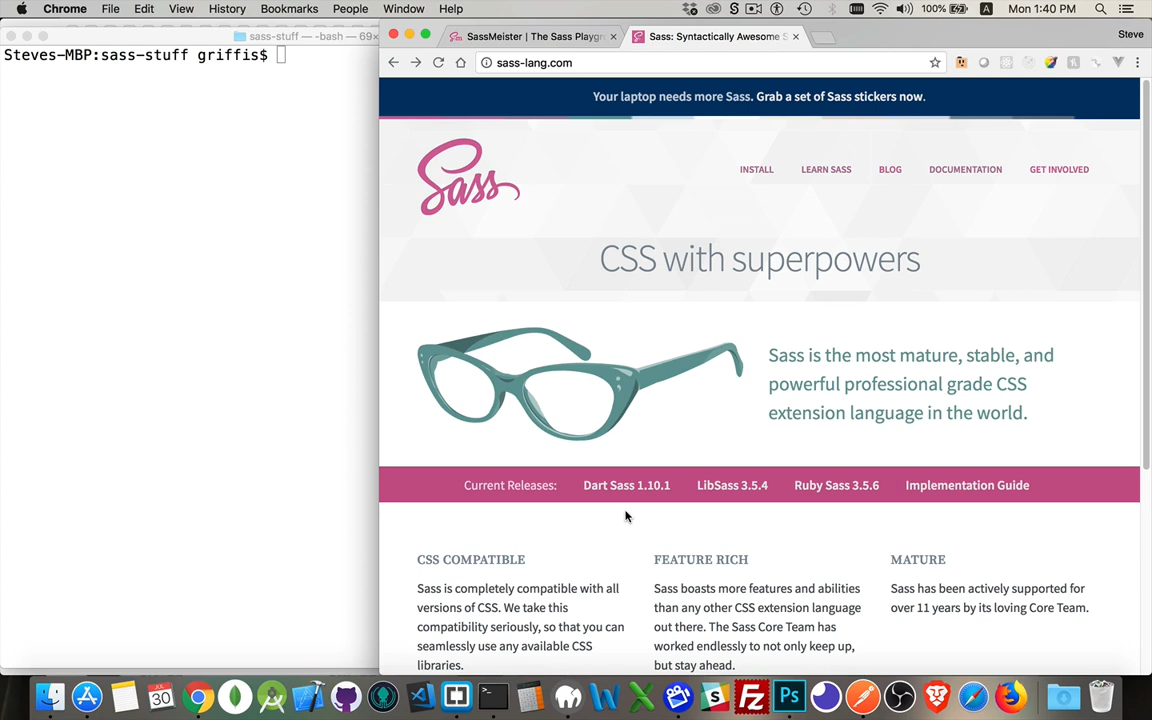 Chrome File Edit View History Bookmarks People Window Help 100% A Mon 1:40 PM
sass-stuff — -bash — 69×
Steves-MBP:sass-stuff griffis$
SassMeister | The Sass Playgr
Sass: Syntactically Awesome S
Steve
sass-lang.com
Your laptop needs more Sass. Grab a set of Sass stickers now.
Sass
INSTALL LEARN SASS BLOG DOCUMENTATION GET INVOLVED
CSS with superpowers
Sass is the most mature, stable, and
powerful professional grade CSS
extension language in the world.
Current Releases: Dart Sass 1.10.1 LibSass 3.5.4 Ruby Sass 3.5.6 Implementation Guide
CSS COMPATIBLE
Sass is completely compatible with all
versions of CSS. We take this
compatibility seriously, so that you can
seamlessly use any available CSS
libraries.
FEATURE RICH
Sass boasts more features and abilities
than any other CSS extension language
out there. The Sass Core Team has
worked endlessly to not only keep up,
but stay ahead.
MATURE
Sass has been actively supported for
over 11 years by its loving Core Team.
JUL
30
Ps
Fz